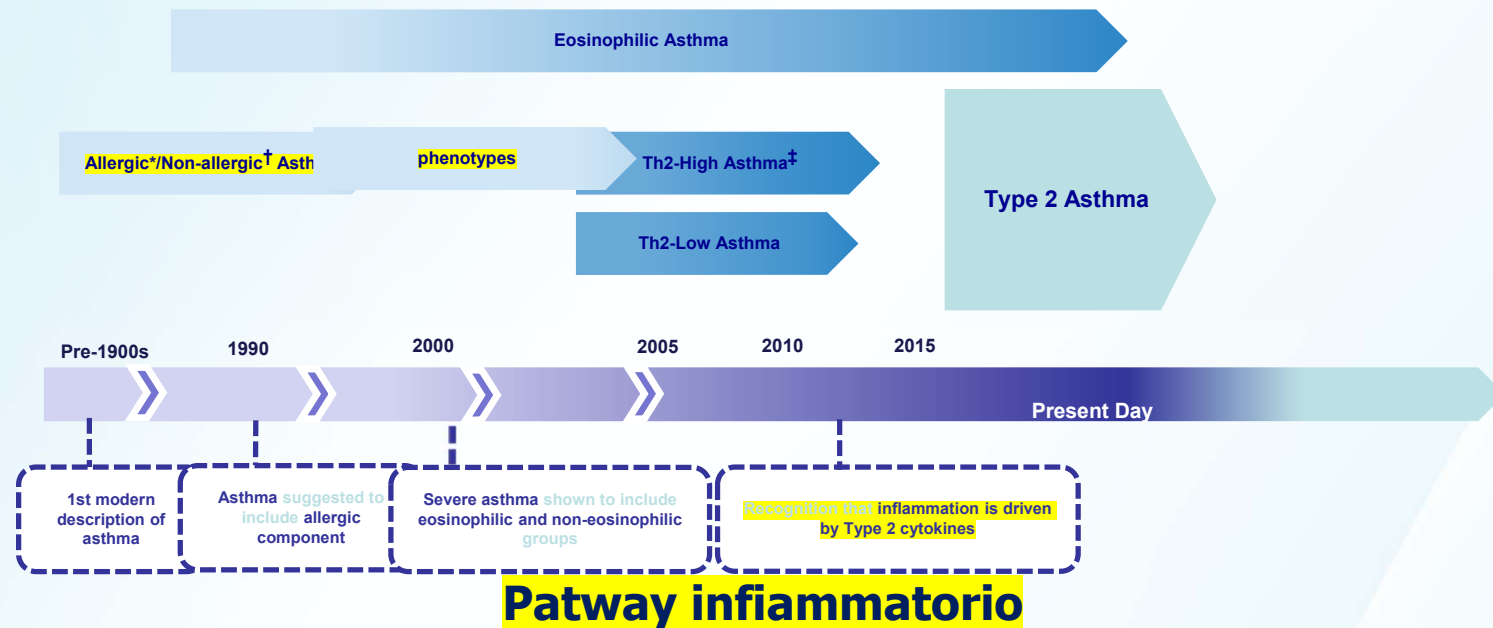 Eosinophilic Asthma
Allergic*/Non-allergic† Asth
phenotypes
Th2-High Asthma‡
Th2-Low Asthma
Type 2 Asthma
Pre-1900s
1990
2000
2005
2010
2015
Present Day
1st modern
description of
asthma
Asthma suggested to
include allergic
component
Severe asthma shown to include
eosinophilic and non-eosinophilic
groups
Recognition that inflammation is driven
by Type 2 cytokines
Patway infiammatorio